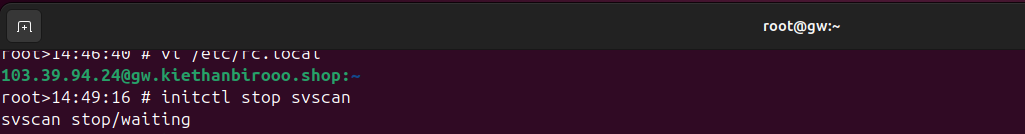 root@gw:~
root>14:46:40 # vi /etc/rc.local
103.39.94.24@gw.kiethanbirooo.shop:~
root>14:49:16 # initctl stop svscan
svscan stop/waiting